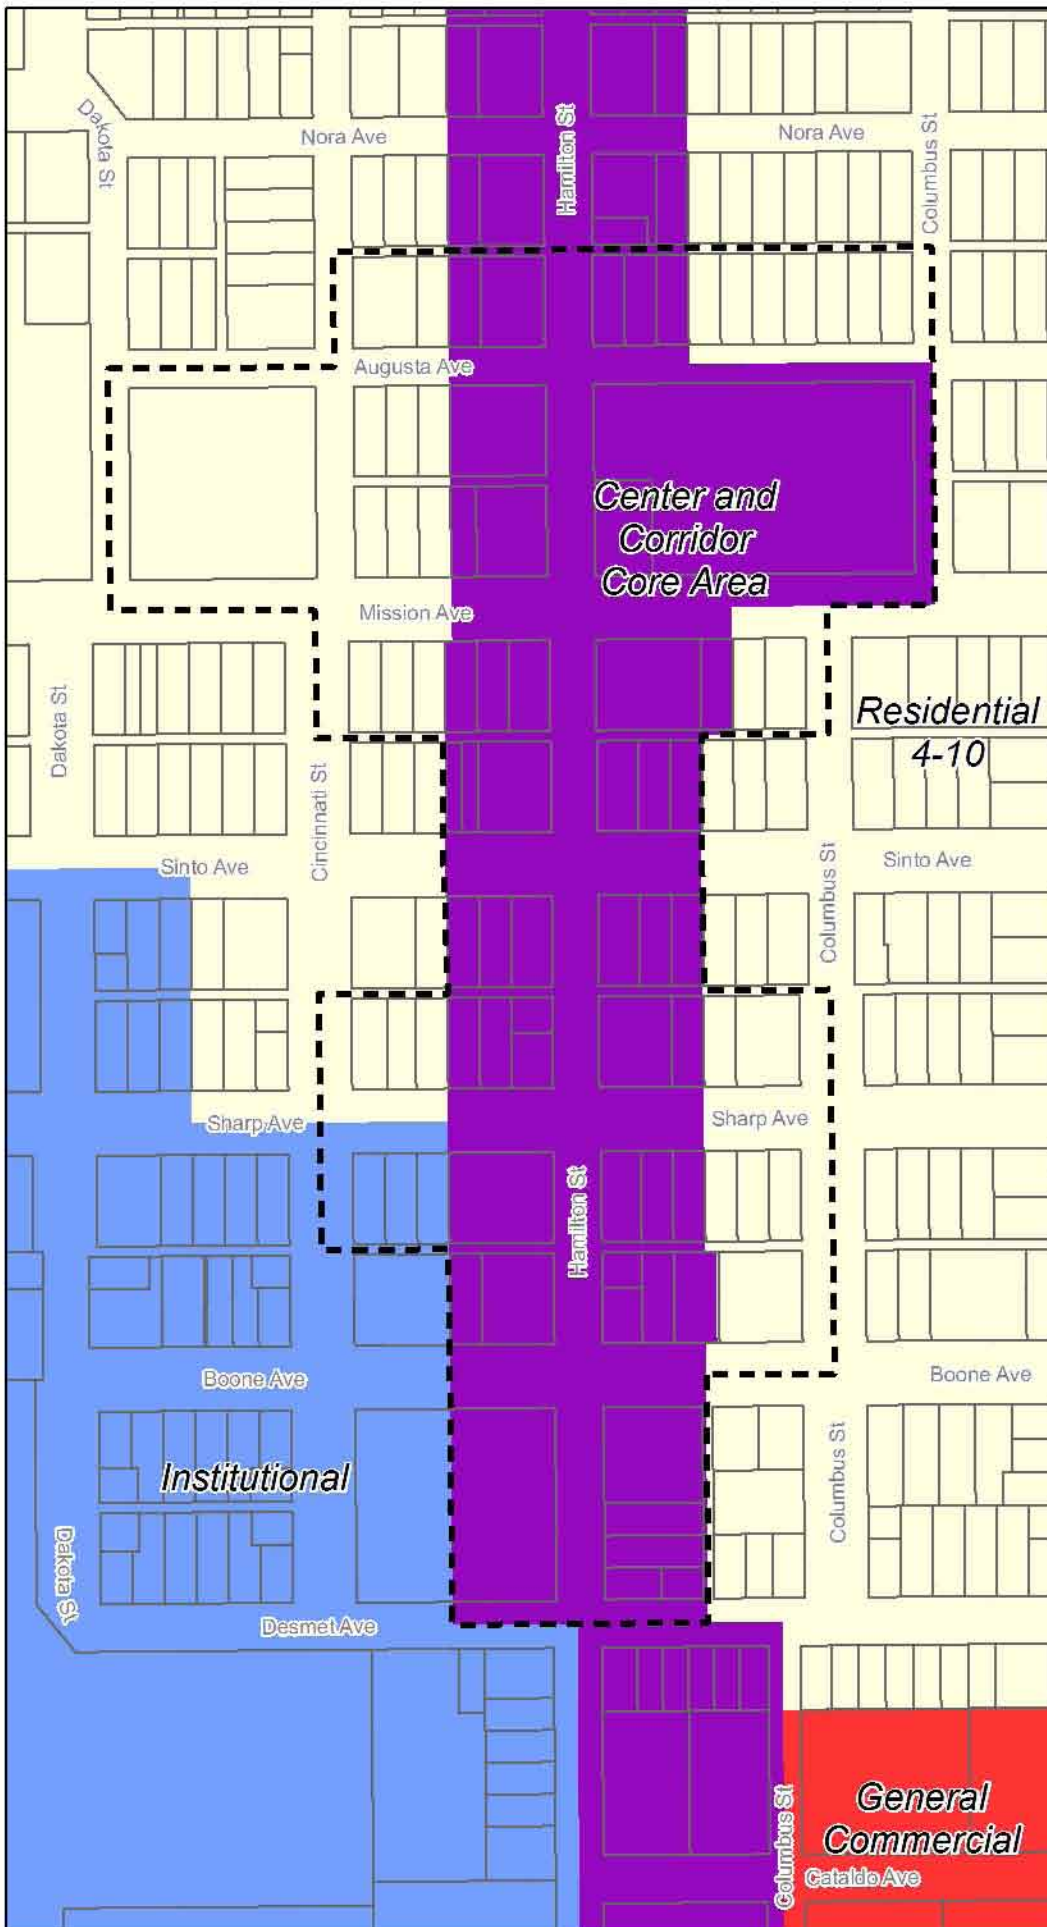 Dakota St
Nora Ave
Hamilton St
Nora Ave
Columbus St
Augusta Ave
Center and
Corridor
Core Area
Mission Ave
Dakota St
Cincinnati St
Residential
4-10
Sinto Ave
Columbus St
Sinto Ave
Sharp Ave
Sharp Ave
Hamilton St
Boone Ave
Boone Ave
Institutional
Columbus St
Dakota St
Desmet Ave
General
Commercial
Columbus St
Cataldo Ave